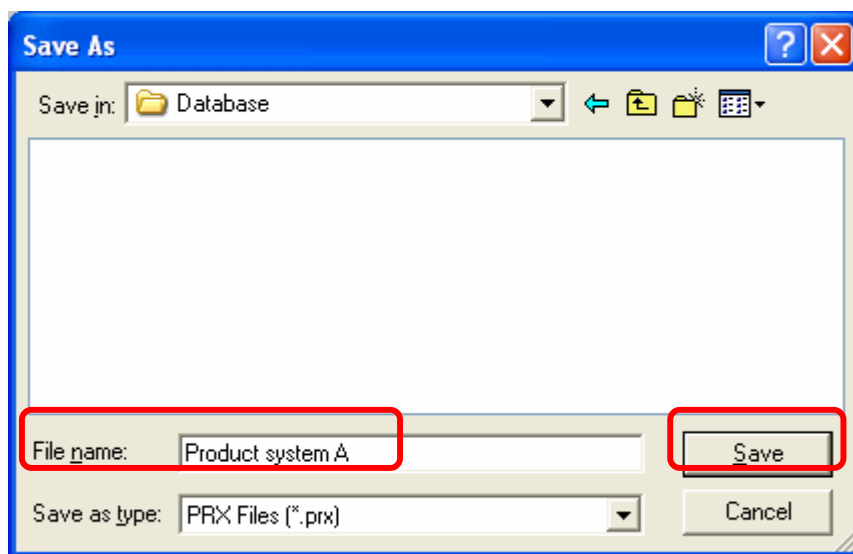 Save As
Save in: Database
File name: Product system A Save
Save as type: PRX Files (*.prx) Cancel